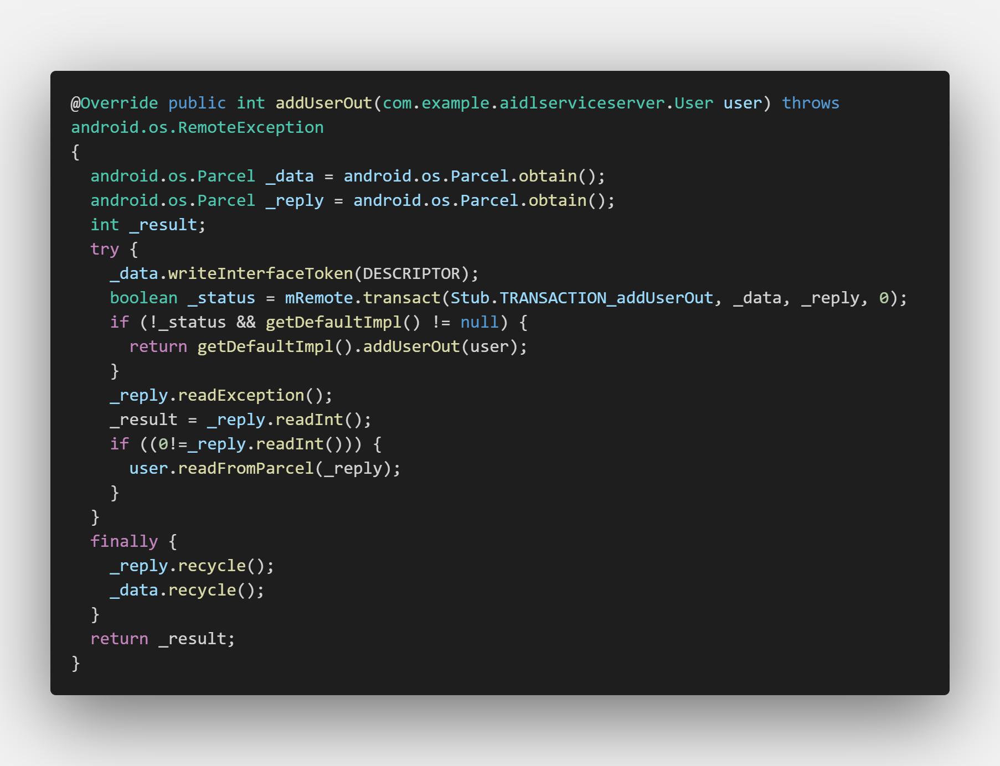 @Override public int addUserOut(com.example.aidlserviceserver.User user) throws
android.os.RemoteException
{
  android.os.Parcel _data = android.os.Parcel.obtain();
  android.os.Parcel _reply = android.os.Parcel.obtain();
  int _result;
  try {
    _data.writeInterfaceToken(DESCRIPTOR);
    boolean _status = mRemote.transact(Stub.TRANSACTION_addUserOut, _data, _reply, 0);
    if (!_status && getDefaultImpl() != null) {
      return getDefaultImpl().addUserOut(user);
    }
    _reply.readException();
    _result = _reply.readInt();
    if ((0!=_reply.readInt())) {
      user.readFromParcel(_reply);
    }
  }
  finally {
    _reply.recycle();
    _data.recycle();
  }
  return _result;
}